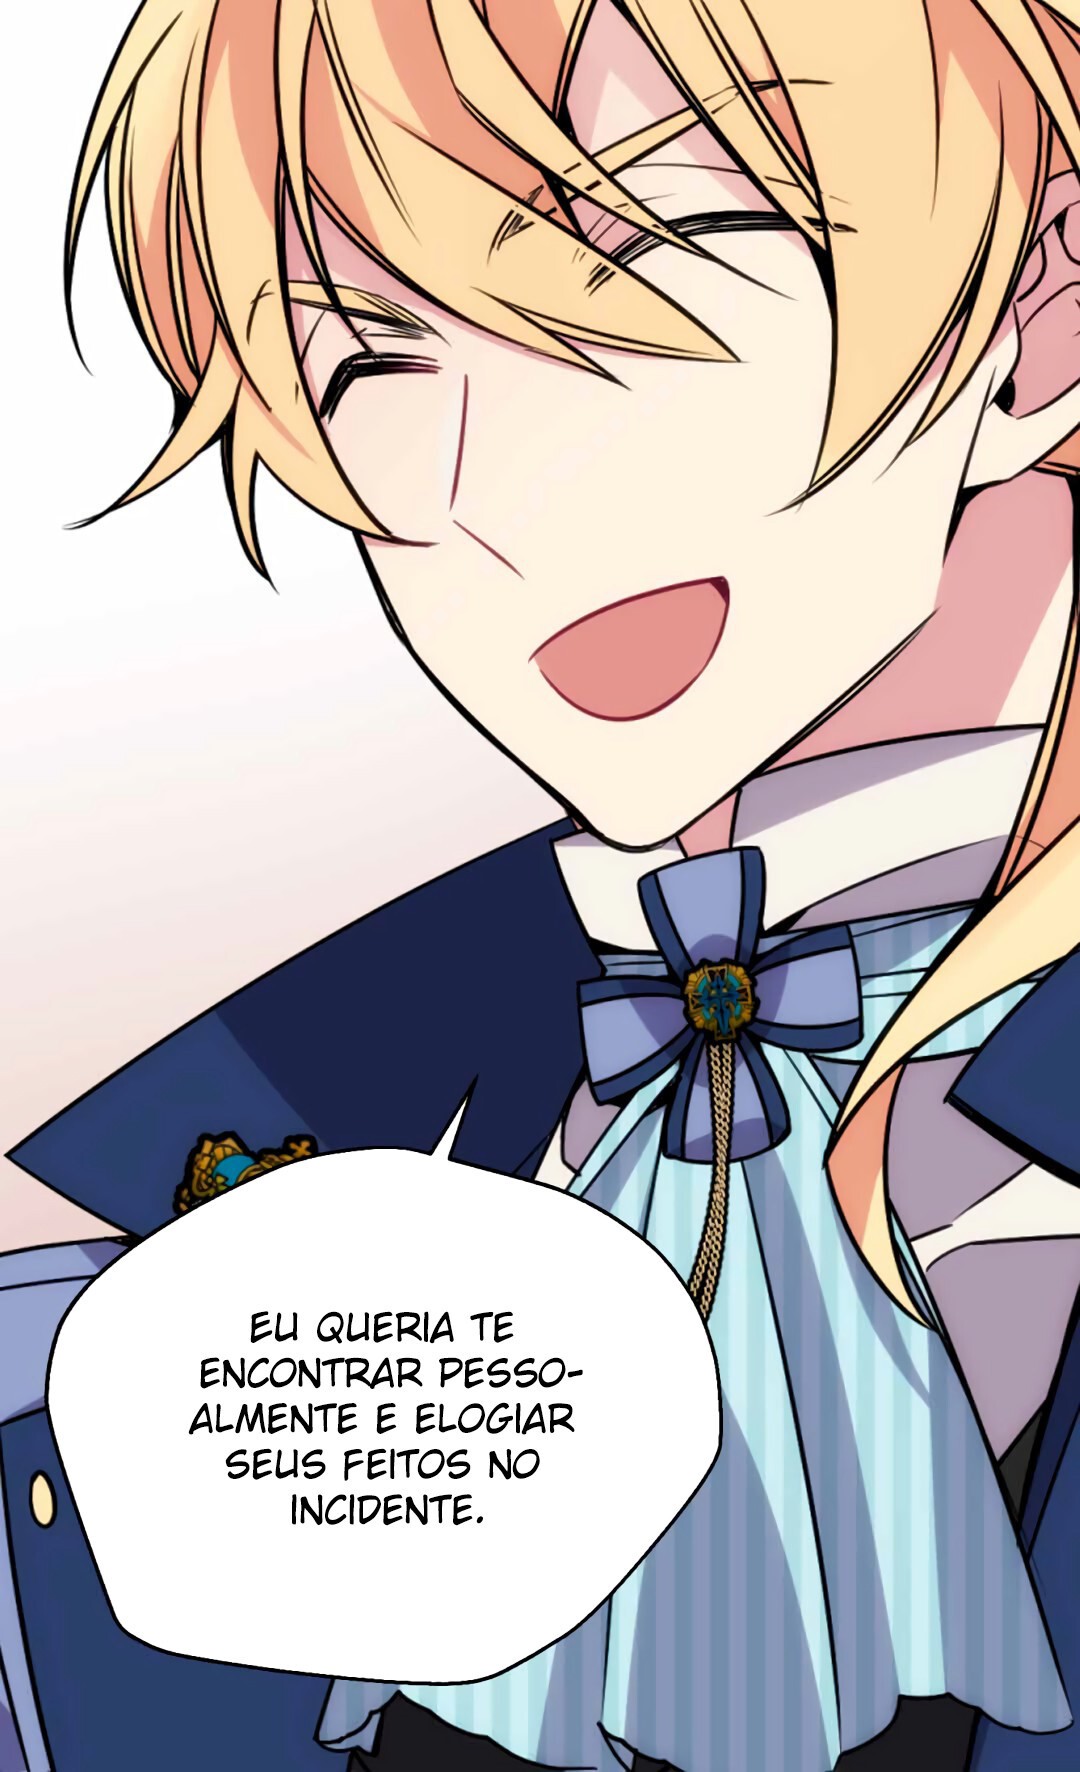 EU QUERIA TE
ENCONTRAR PESSO-
ALMENTE E ELOGIAR
SEUS FEITOS NO
INCIDENTE.